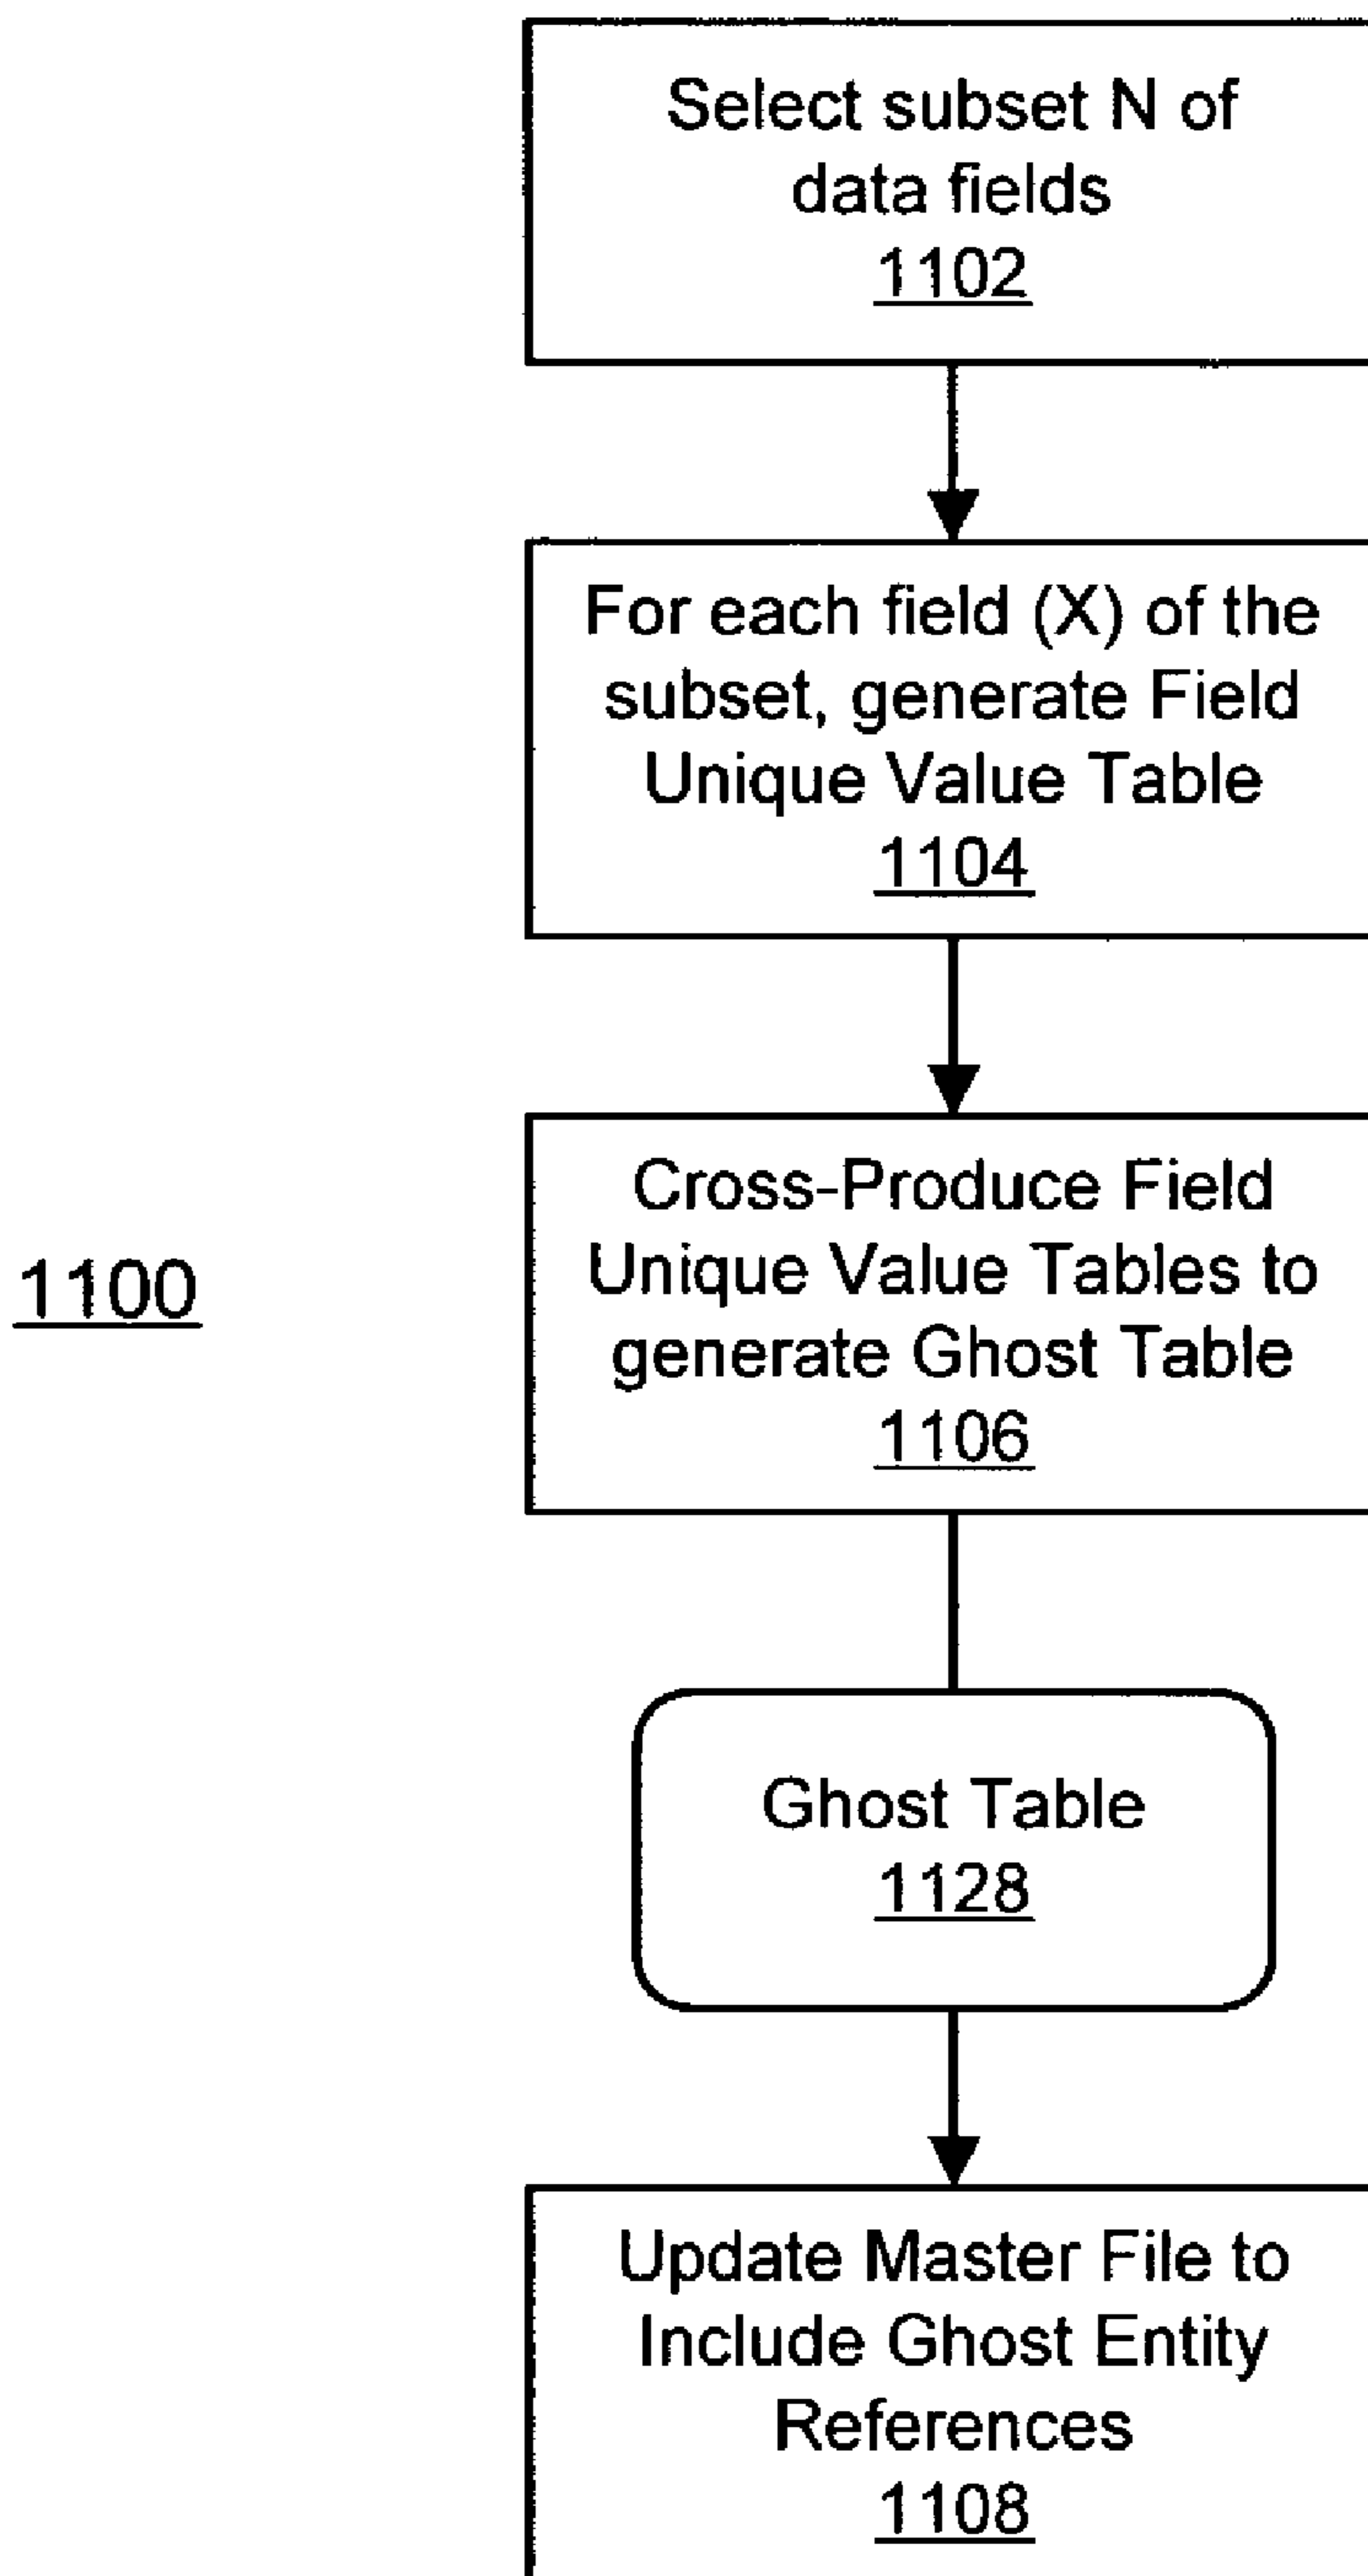 Select subset N of
data fields
1102
For each field (X) of the
subset, generate Field
Unique Value Table
1104
Cross-Produce Field
Unique Value Tables to
generate Ghost Table
1106
1100
Ghost Table
1128
Update Master File to
Include Ghost Entity
References
1108